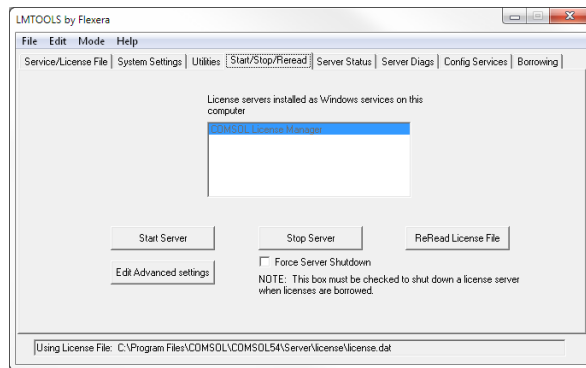 LMTOOLS by Flexera
File Edit Mode Help
Service/License File System Settings Utilities Start/Stop/Reread Server Status Server Diags Config Services Borrowing
License servers installed as Windows services on this
computer
COMSOL License Manager
Start Server Stop Server ReRead License File
Edit Advanced settings Force Server Shutdown
NOTE: This box must be checked to shut down a license server
when licenses are borrowed.
Using License File: C:\Program Files\COMSOL\COMSOL54\Server\license\license.dat